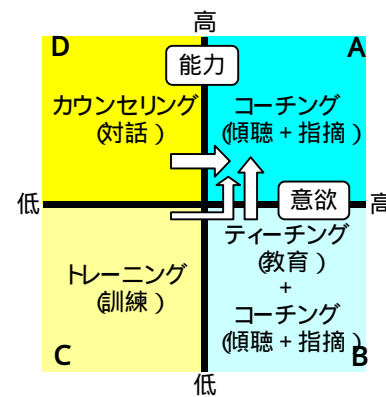 高
D
A
能力
カウンセリング
(対話)
コーチング
(傾聴+指摘)
低
意欲
高
トレーニング
(訓練)
ティーチング
(教育)
+
コーチング
(傾聴+指摘)
C
B
低